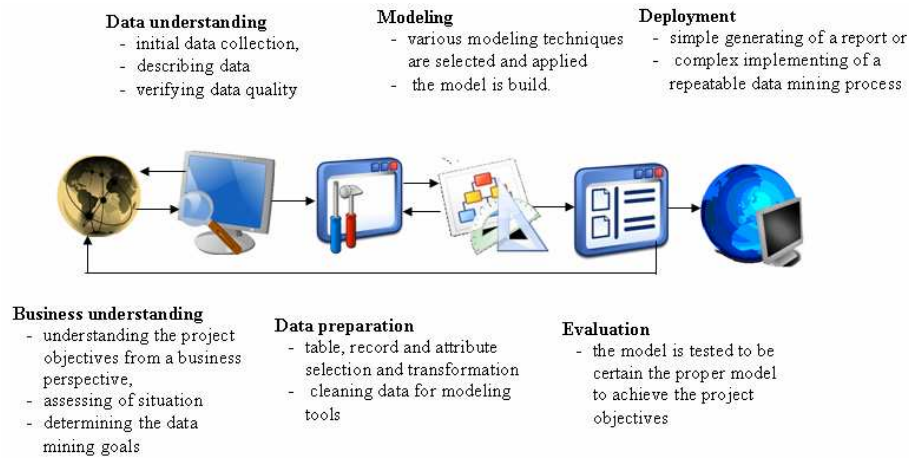 Data understanding
- initial data collection,
- describing data
- verifying data quality
Modeling
- various modeling techniques
are selected and applied
- the model is build.
Deployment
- simple generating of a report or
- complex implementing of a
repeatable data mining process
Business understanding
- understanding the project
objectives from a business
perspective,
- assessing of situation
- determining the data
mining goals
Data preparation
- table, record and attribute
selection and transformation
- cleaning data for modeling
tools
Evaluation
- the model is tested to be
certain the proper model
to achieve the project
objectives